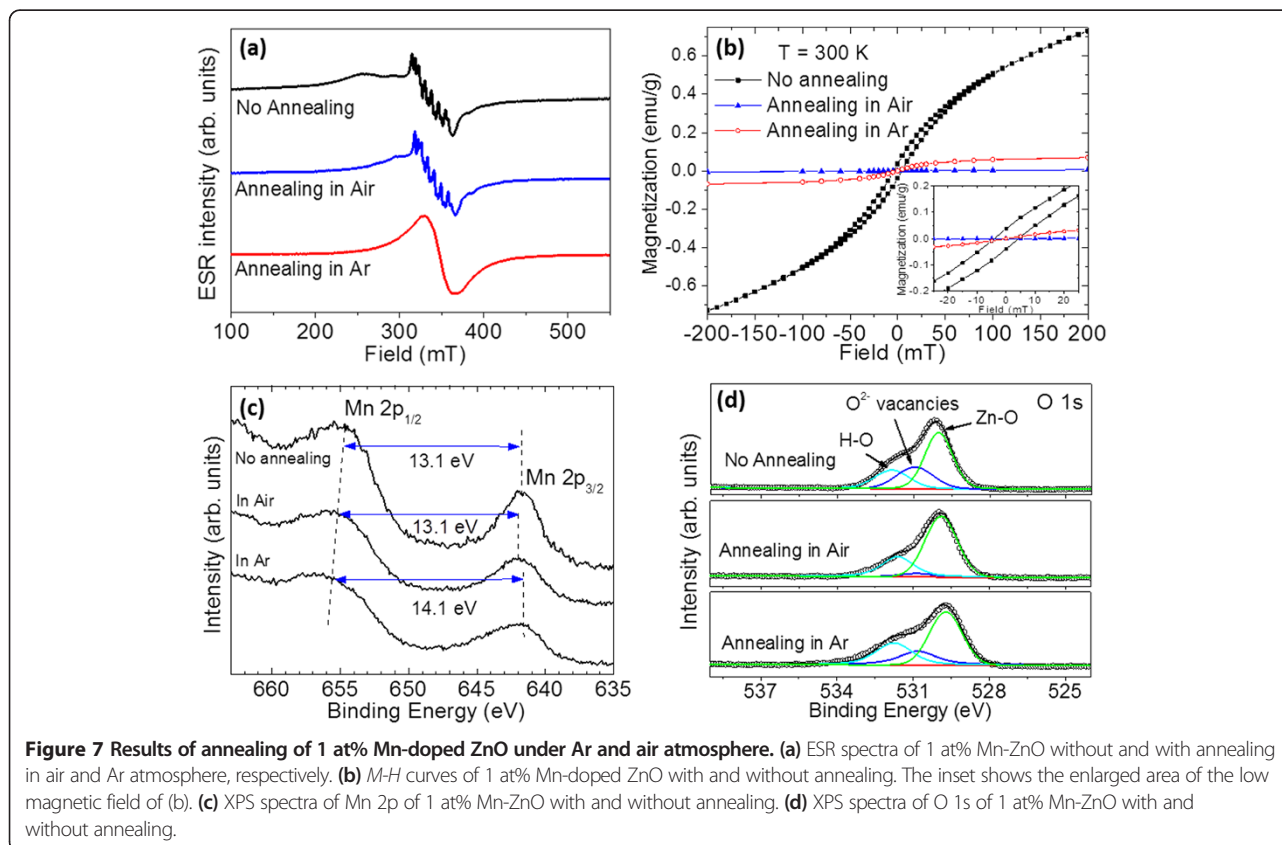 (a)
No Annealing
Annealing in Air
Annealing in Ar
ESR intensity (arb. units)
100 200 300 400 500
Field (mT)
(b)
T = 300 K
No annealing
Annealing in Air
Annealing in Ar
Magnetization (emu/g)
0.6
0.4
0.2
0.0
-0.2
-0.4
-0.6
-200 -150 -100 -50 0 50 100 150 200
Field (mT)
Magnetization (emu/g)
0.2
0.1
0.0
-0.1
-0.2
-20 -10 0 10 20
Field (mT)
(c)
Mn 2p1/2
No annealing
13.1 eV
Mn 2p3/2
In Air
13.1 eV
In Ar
14.1 eV
Intensity (arb. units)
660 655 650 645 640 635
Binding Energy (eV)
(d)
O 1s
O2- vacancies
Zn-O
H-O
No Annealing
Annealing in Air
Annealing in Ar
Intensity (arb. units)
537 534 531 528 525
Binding Energy (eV)
Figure 7 Results of annealing of 1 at% Mn-doped ZnO under Ar and air atmosphere. (a) ESR spectra of 1 at% Mn-ZnO without and with annealing
in air and Ar atmosphere, respectively. (b) M-H curves of 1 at% Mn-doped ZnO with and without annealing. The inset shows the enlarged area of the low
magnetic field of (b). (c) XPS spectra of Mn 2p of 1 at% Mn-ZnO with and without annealing. (d) XPS spectra of O 1s of 1 at% Mn-ZnO with and
without annealing.